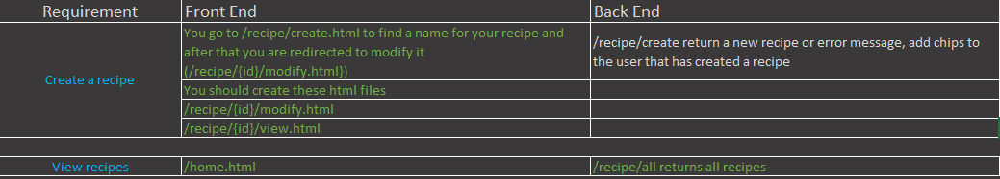 Requirement Front End Back End
You go to /recipe/create.html to find a name for your recipe and
after that you are redirected to modify it
(/recipe/{id}/modify.html})
/recipe/create return a new recipe or error message, add chips to
the user that has created a recipe
Create a recipe
You should create these html files
/recipe/{id}/modify.html
/recipe/{id}/view.html
View recipes /home.html /recipe/all returns all recipes